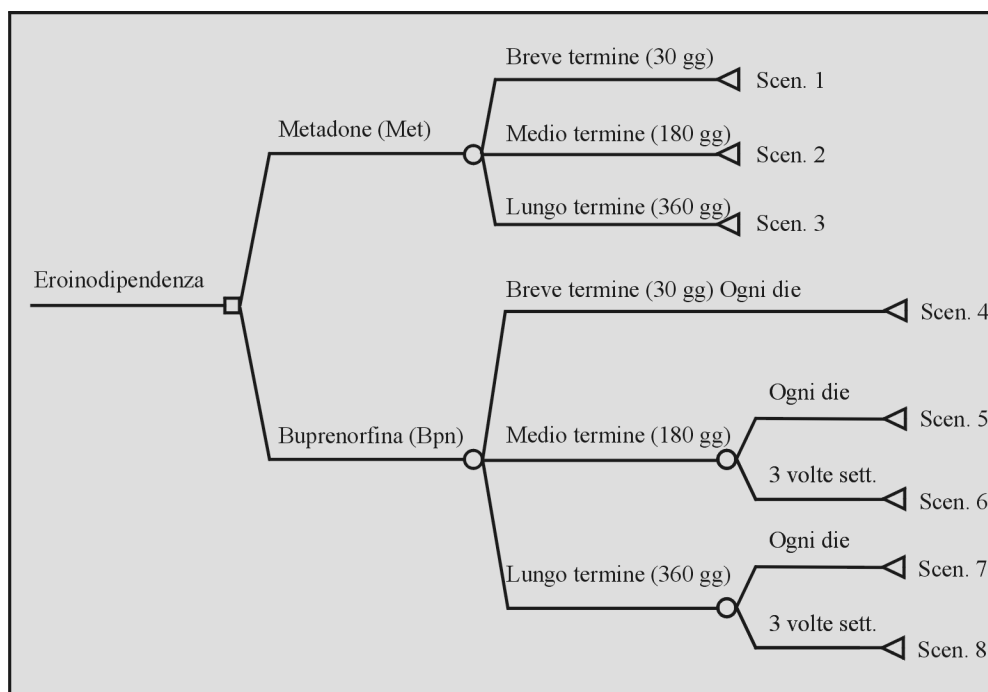 Breve termine (30 gg)
Scen. 1
Metadone (Met)
Medio termine (180 gg)
Scen. 2
Lungo termine (360 gg)
Scen. 3
Eroinodipendenza
Breve termine (30 gg) Ogni die
Scen. 4
Ogni die
Scen. 5
Buprenorfina (Bpn)
Medio termine (180 gg)
3 volte sett.
Scen. 6
Ogni die
Scen. 7
Lungo termine (360 gg)
3 volte sett.
Scen. 8